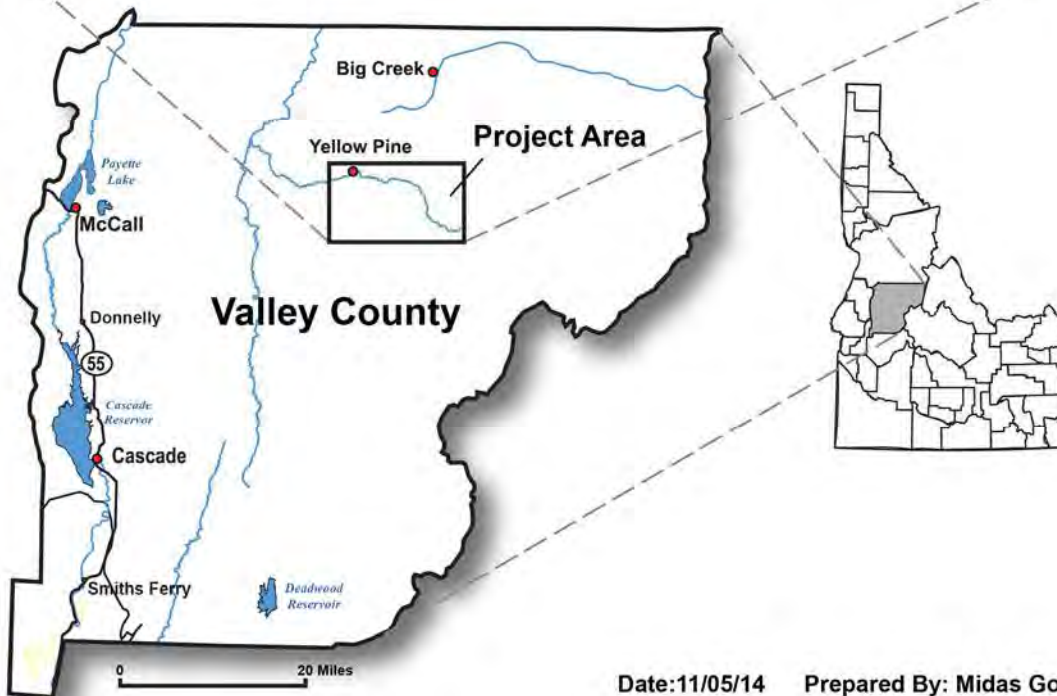 Big Creek
Project Area
Yellow Pine
Payette
Lake
McCall
Valley County
Donnelly
55
Cascade
Reservor
Cascade
Smiths Ferry
Deadwood
Reservoir
0 20 Miles
Date:11/05/14 Prepared By: Midas Go